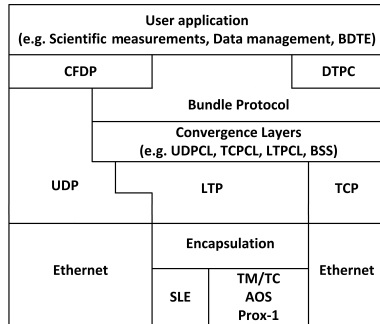 User application
(e.g. Scientific measurements, Data management, BDTE)
CFDP
DTPC
Bundle Protocol
Convergence Layers
(e.g. UDPCL, TCPCL, LTPCL, BSS)
UDP
LTP
TCP
Ethernet
Encapsulation
Ethernet
SLE
TM/TC
AOS
Prox-1